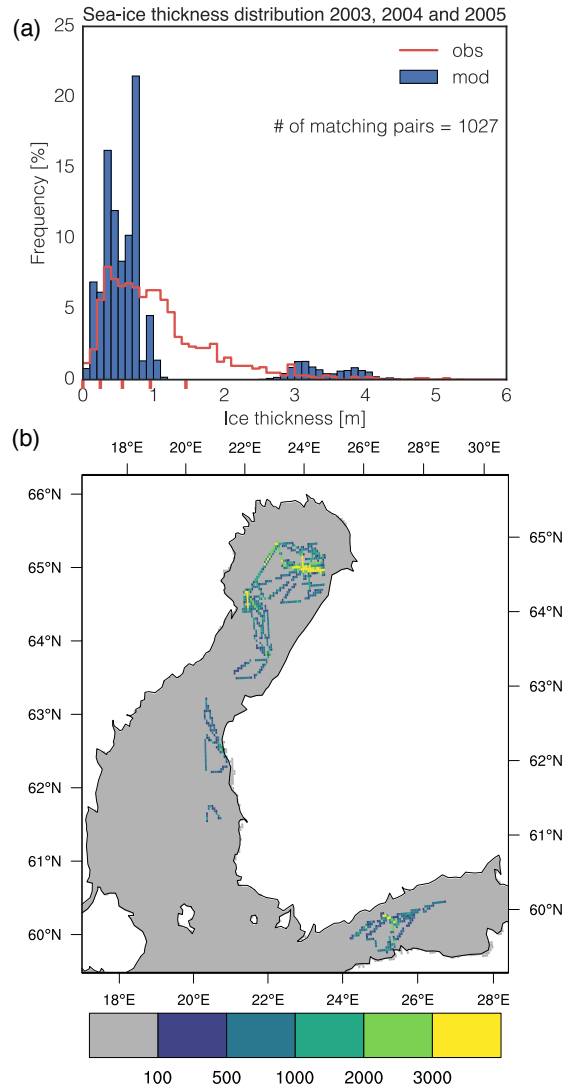 Sea-ice thickness distribution 2003, 2004 and 2005
(a)
25
20
15
10
5
0
Frequency [%]
obs
mod
# of matching pairs = 1027
0 1 2 3 4 5 6
Ice thickness [m]
(b)
18°E 20°E 22°E 24°E 26°E 28°E 30°E
66°N
65°N
64°N
63°N
62°N
61°N
60°N
65°N
64°N
63°N
62°N
61°N
60°N
18°E 20°E 22°E 24°E 26°E 28°E
100 500 1000 2000 3000